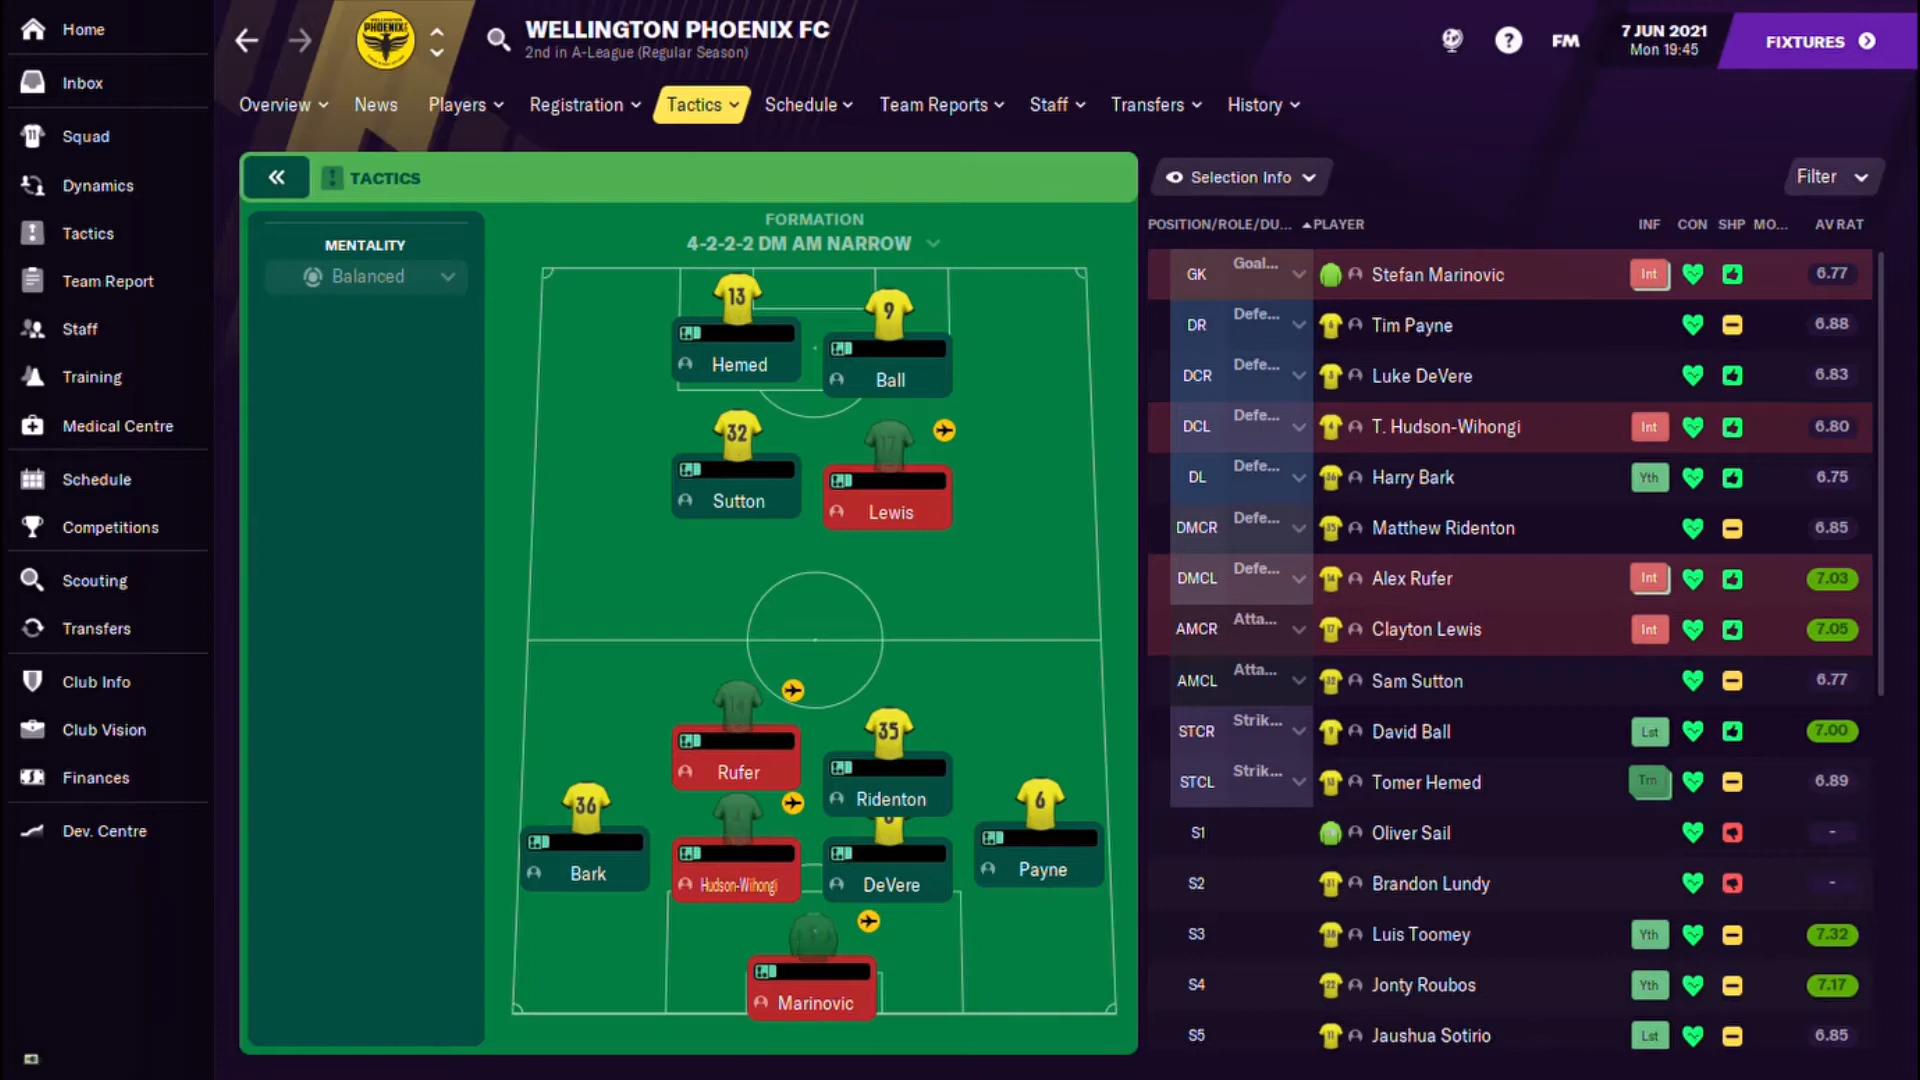 Home
Inbox
Squad
Dynamics
Tactics
Team Report
Staff
Training
Medical Centre
Schedule
Competitions
Scouting
Transfers
Club Info
Club Vision
Finances
Dev. Centre
PHOENIX
WELLINGTON PHOENIX FC
2nd in A-League (Regular Season)
FM
7 JUN 2021
Mon 19:45
FIXTURES
Overview
News
Players
Registration
Tactics
Schedule
Team Reports
Staff
Transfers
History
TACTICS
MENTALITY
Balanced
FORMATION
4-2-2-2 DM AM NARROW
13
Hemed
9
Ball
32
Sutton
17
Lewis
14
Rufer
35
Ridenton
36
Bark
4
Hudson-Wihongi
DeVere
6
Payne
Marinovic
Selection Info
Filter
POSITION/ROLE/DU... PLAYER INF CON SHP MO... AV RAT
GK Goal... Stefan Marinovic Int 6.77
DR Defe... Tim Payne 6.88
DCR Defe... Luke DeVere 6.83
DCL Defe... T. Hudson-Wihongi Int 6.80
DL Defe... Harry Bark Yth 6.75
DMCR Defe... Matthew Ridenton 6.85
DMCL Defe... Alex Rufer Int 7.03
AMCR Atta... Clayton Lewis Int 7.05
AMCL Atta... Sam Sutton 6.77
STCR Strik... David Ball Lst 7.00
STCL Strik... Tomer Hemed Trn 6.89
S1 Oliver Sail -
S2 Brandon Lundy -
S3 Luis Toomey Yth 7.32
S4 Jonty Roubos Yth 7.17
S5 Jaushua Sotirio Lst 6.85